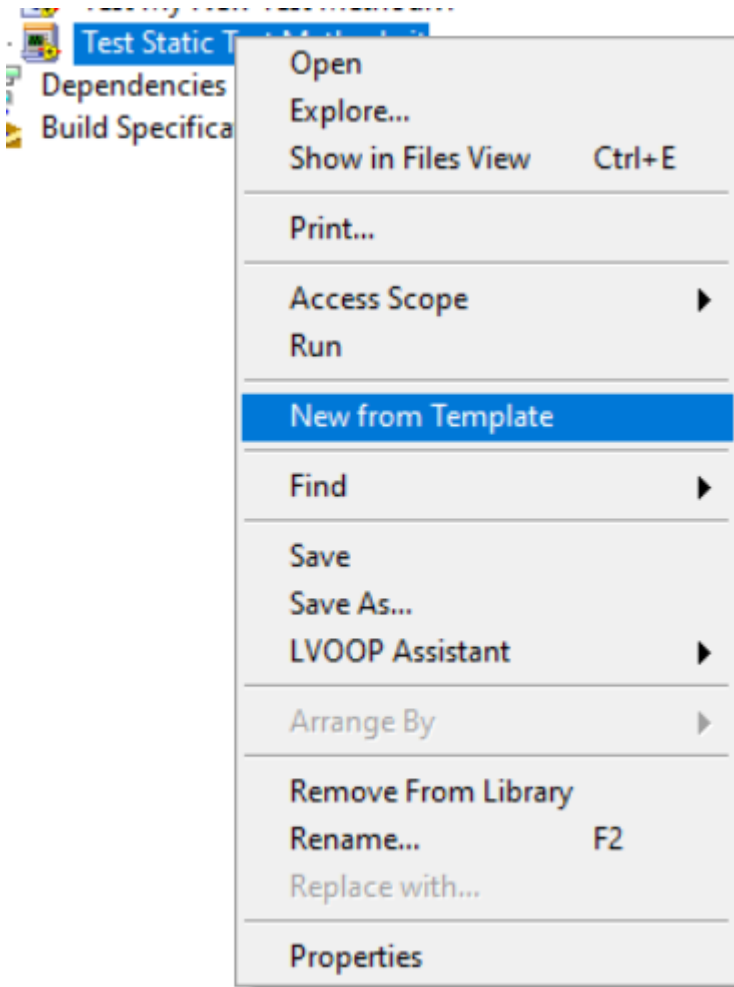 Test Static
Dependencies
Build Specifica
Open
Explore...
Show in Files View Ctrl+E
Print...
Access Scope
Run
New from Template
Find
Save
Save As...
LVOOP Assistant
Arrange By
Remove From Library
Rename... F2
Replace with...
Properties